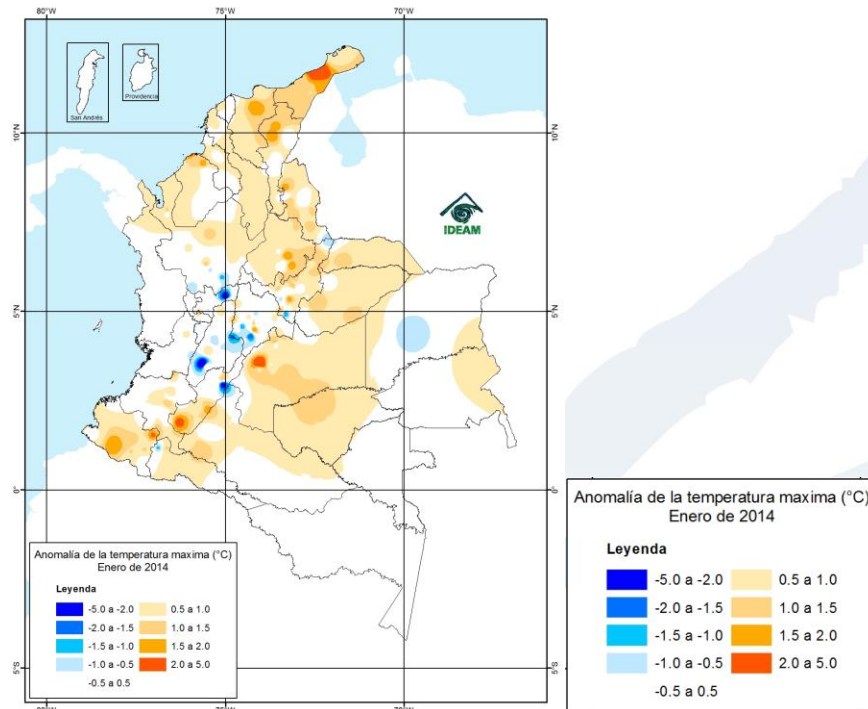 80°W 75°W 70°W
San Andrés
Providencia
10°N 10°N
IDEAM
5°N 5°N
0° 0°
5°S 5°S
Anomalía de la temperatura maxima (°C)
Enero de 2014
Leyenda
-5.0 a -2.0 0.5 a 1.0
-2.0 a -1.5 1.0 a 1.5
-1.5 a -1.0 1.5 a 2.0
-1.0 a -0.5 2.0 a 5.0
-0.5 a 0.5
80°W 75°W 70°W
Anomalía de la temperatura maxima (°C)
Enero de 2014
Leyenda
-5.0 a -2.0 0.5 a 1.0
-2.0 a -1.5 1.0 a 1.5
-1.5 a -1.0 1.5 a 2.0
-1.0 a -0.5 2.0 a 5.0
-0.5 a 0.5